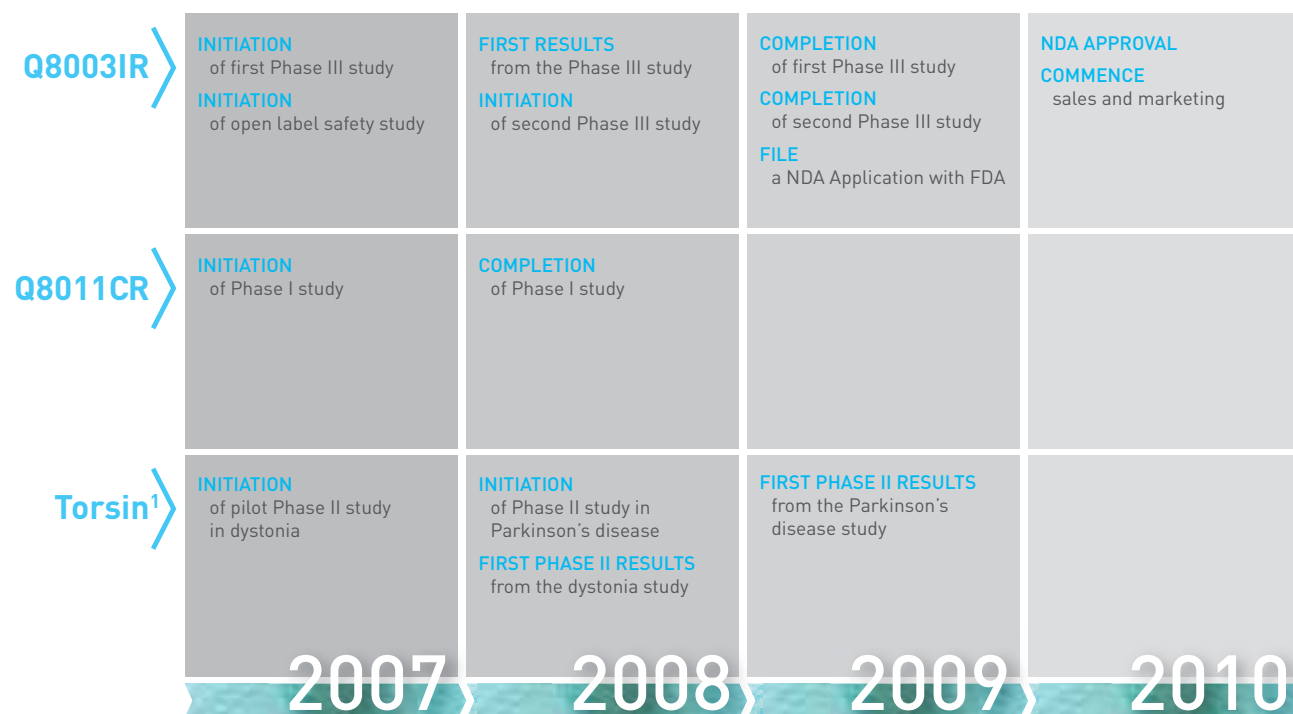 Q8003IR
INITIATION
of first Phase III study
INITIATION
of open label safety study
FIRST RESULTS
from the Phase III study
INITIATION
of second Phase III study
COMPLETION
of first Phase III study
COMPLETION
of second Phase III study
FILE
a NDA Application with FDA
NDA APPROVAL
COMMENCE
sales and marketing
Q8011CR
INITIATION
of Phase I study
COMPLETION
of Phase I study
Torsin¹
INITIATION
of pilot Phase II study
in dystonia
INITIATION
of Phase II study in
Parkinson’s disease
FIRST PHASE II RESULTS
from the dystonia study
FIRST PHASE II RESULTS
from the Parkinson’s
disease study
2007
2008
2009
2010